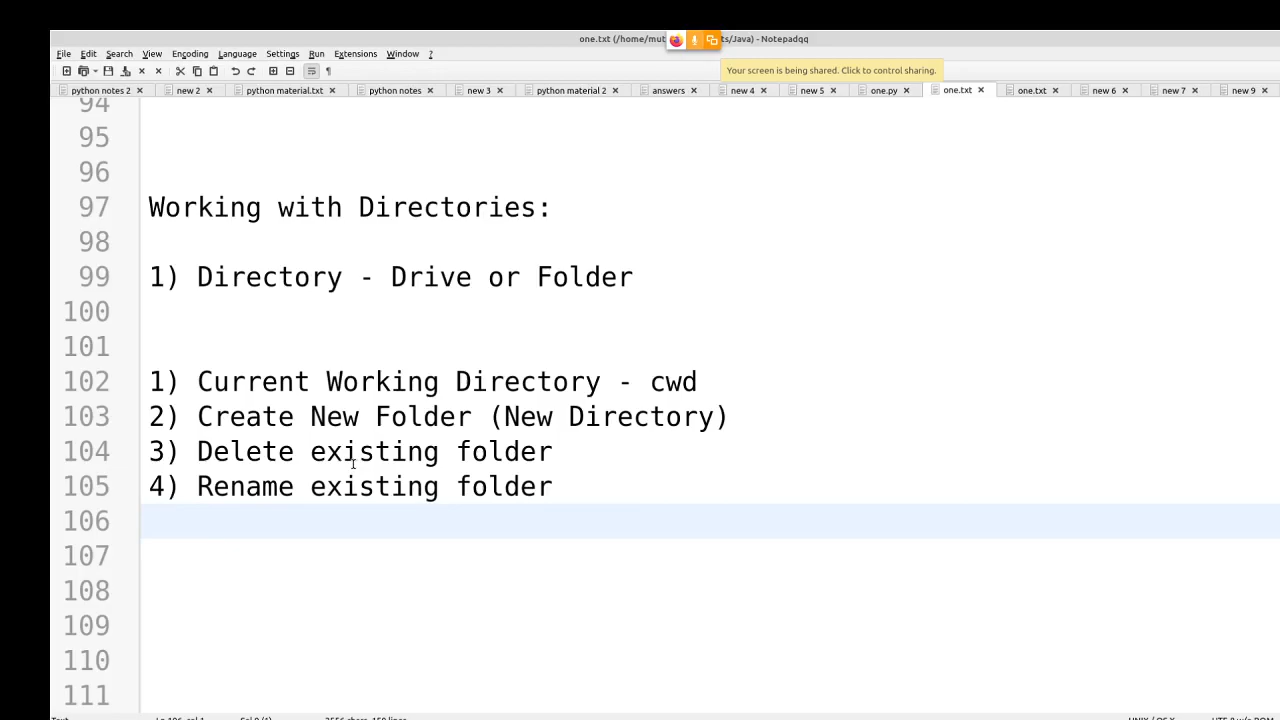 one.txt (/home/mut ts/Java) - Notepadqq
File Edit Search View Encoding Language Settings Run Extensions Window ?
Your screen is being shared. Click to control sharing.
python notes 2 new 2 python material.txt python notes new 3 python material 2 answers new 4 new 5 one.py one.txt one.txt new 6 new 7 new 9
94
95
96
97 Working with Directories:
98
99 1) Directory - Drive or Folder
100
101
102 1) Current Working Directory - cwd
103 2) Create New Folder (New Directory)
104 3) Delete existing folder
105 4) Rename existing folder
106
107
108
109
110
111